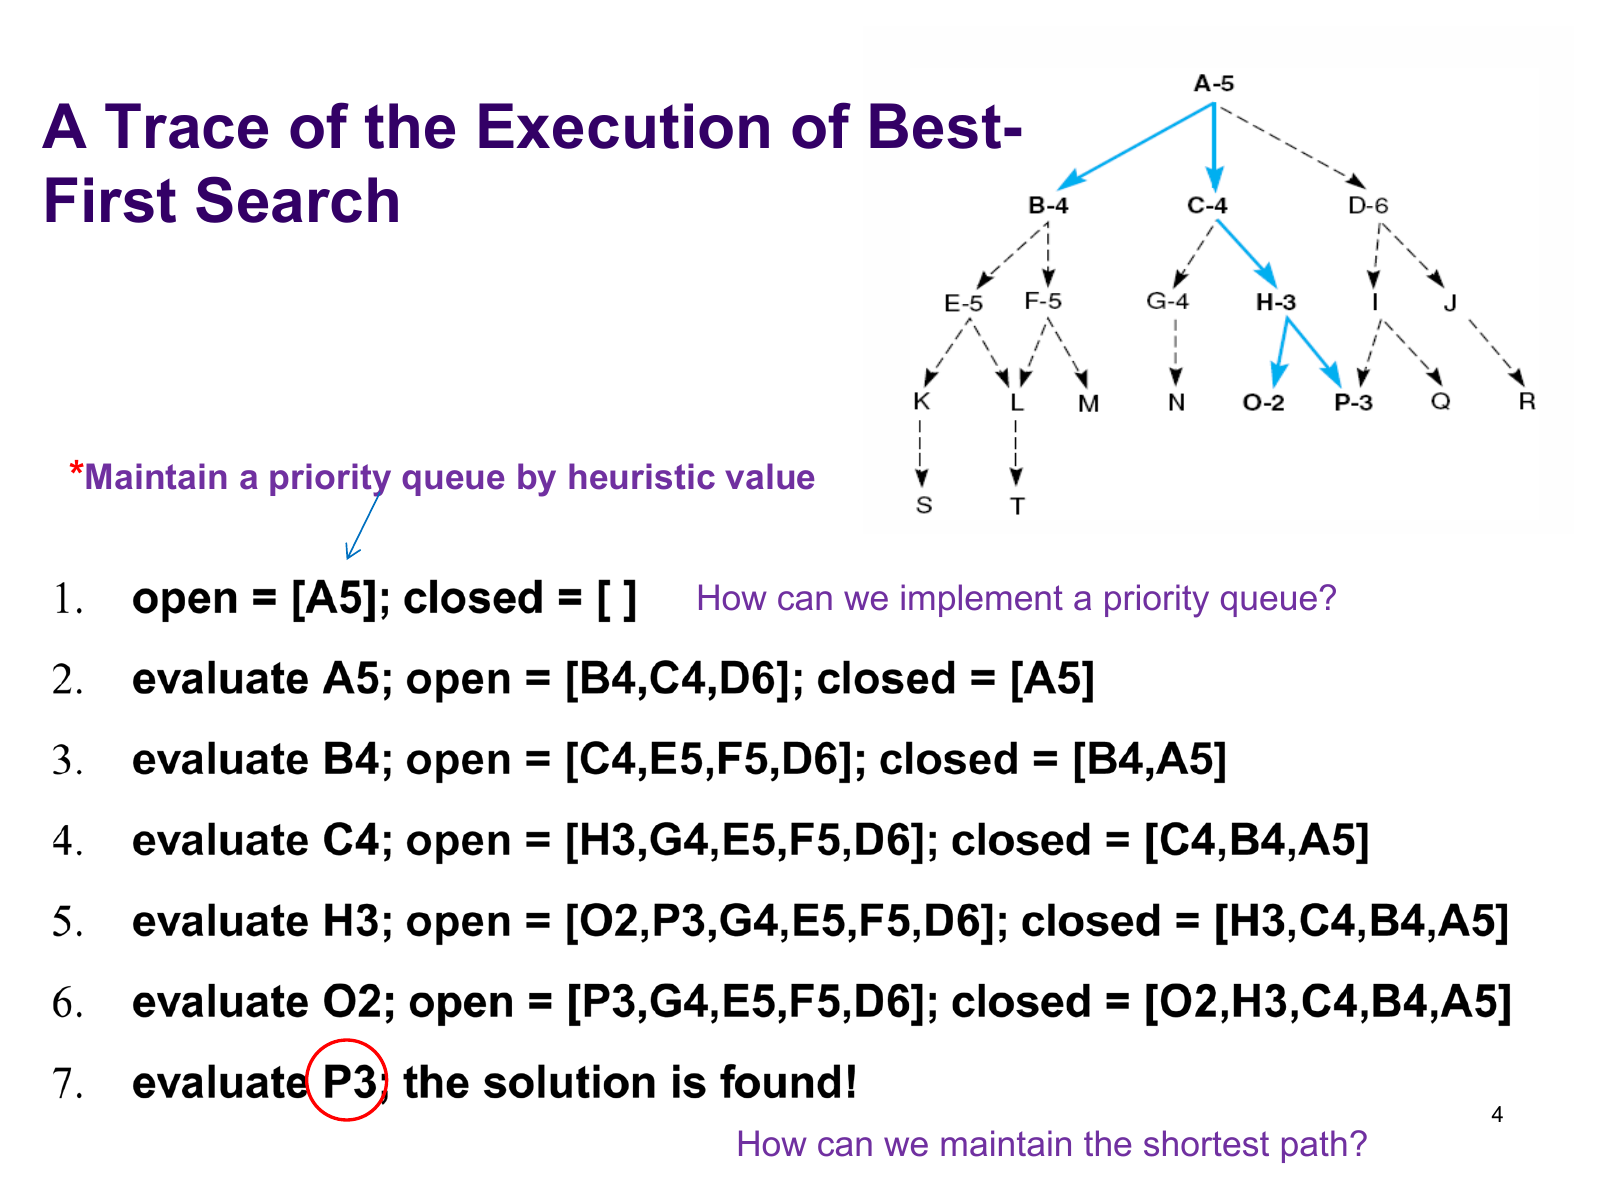 A Trace of the Execution of Best-
First Search
A-5
B-4 C-4 D-6
E-5 F-5 G-4 H-3 I J
K L M N O-2 P-3 Q R
S T
*Maintain a priority queue by heuristic value
1. open = [A5]; closed = [ ] How can we implement a priority queue?
2. evaluate A5; open = [B4,C4,D6]; closed = [A5]
3. evaluate B4; open = [C4,E5,F5,D6]; closed = [B4,A5]
4. evaluate C4; open = [H3,G4,E5,F5,D6]; closed = [C4,B4,A5]
5. evaluate H3; open = [O2,P3,G4,E5,F5,D6]; closed = [H3,C4,B4,A5]
6. evaluate O2; open = [P3,G4,E5,F5,D6]; closed = [O2,H3,C4,B4,A5]
7. evaluate P3; the solution is found!
4
How can we maintain the shortest path?